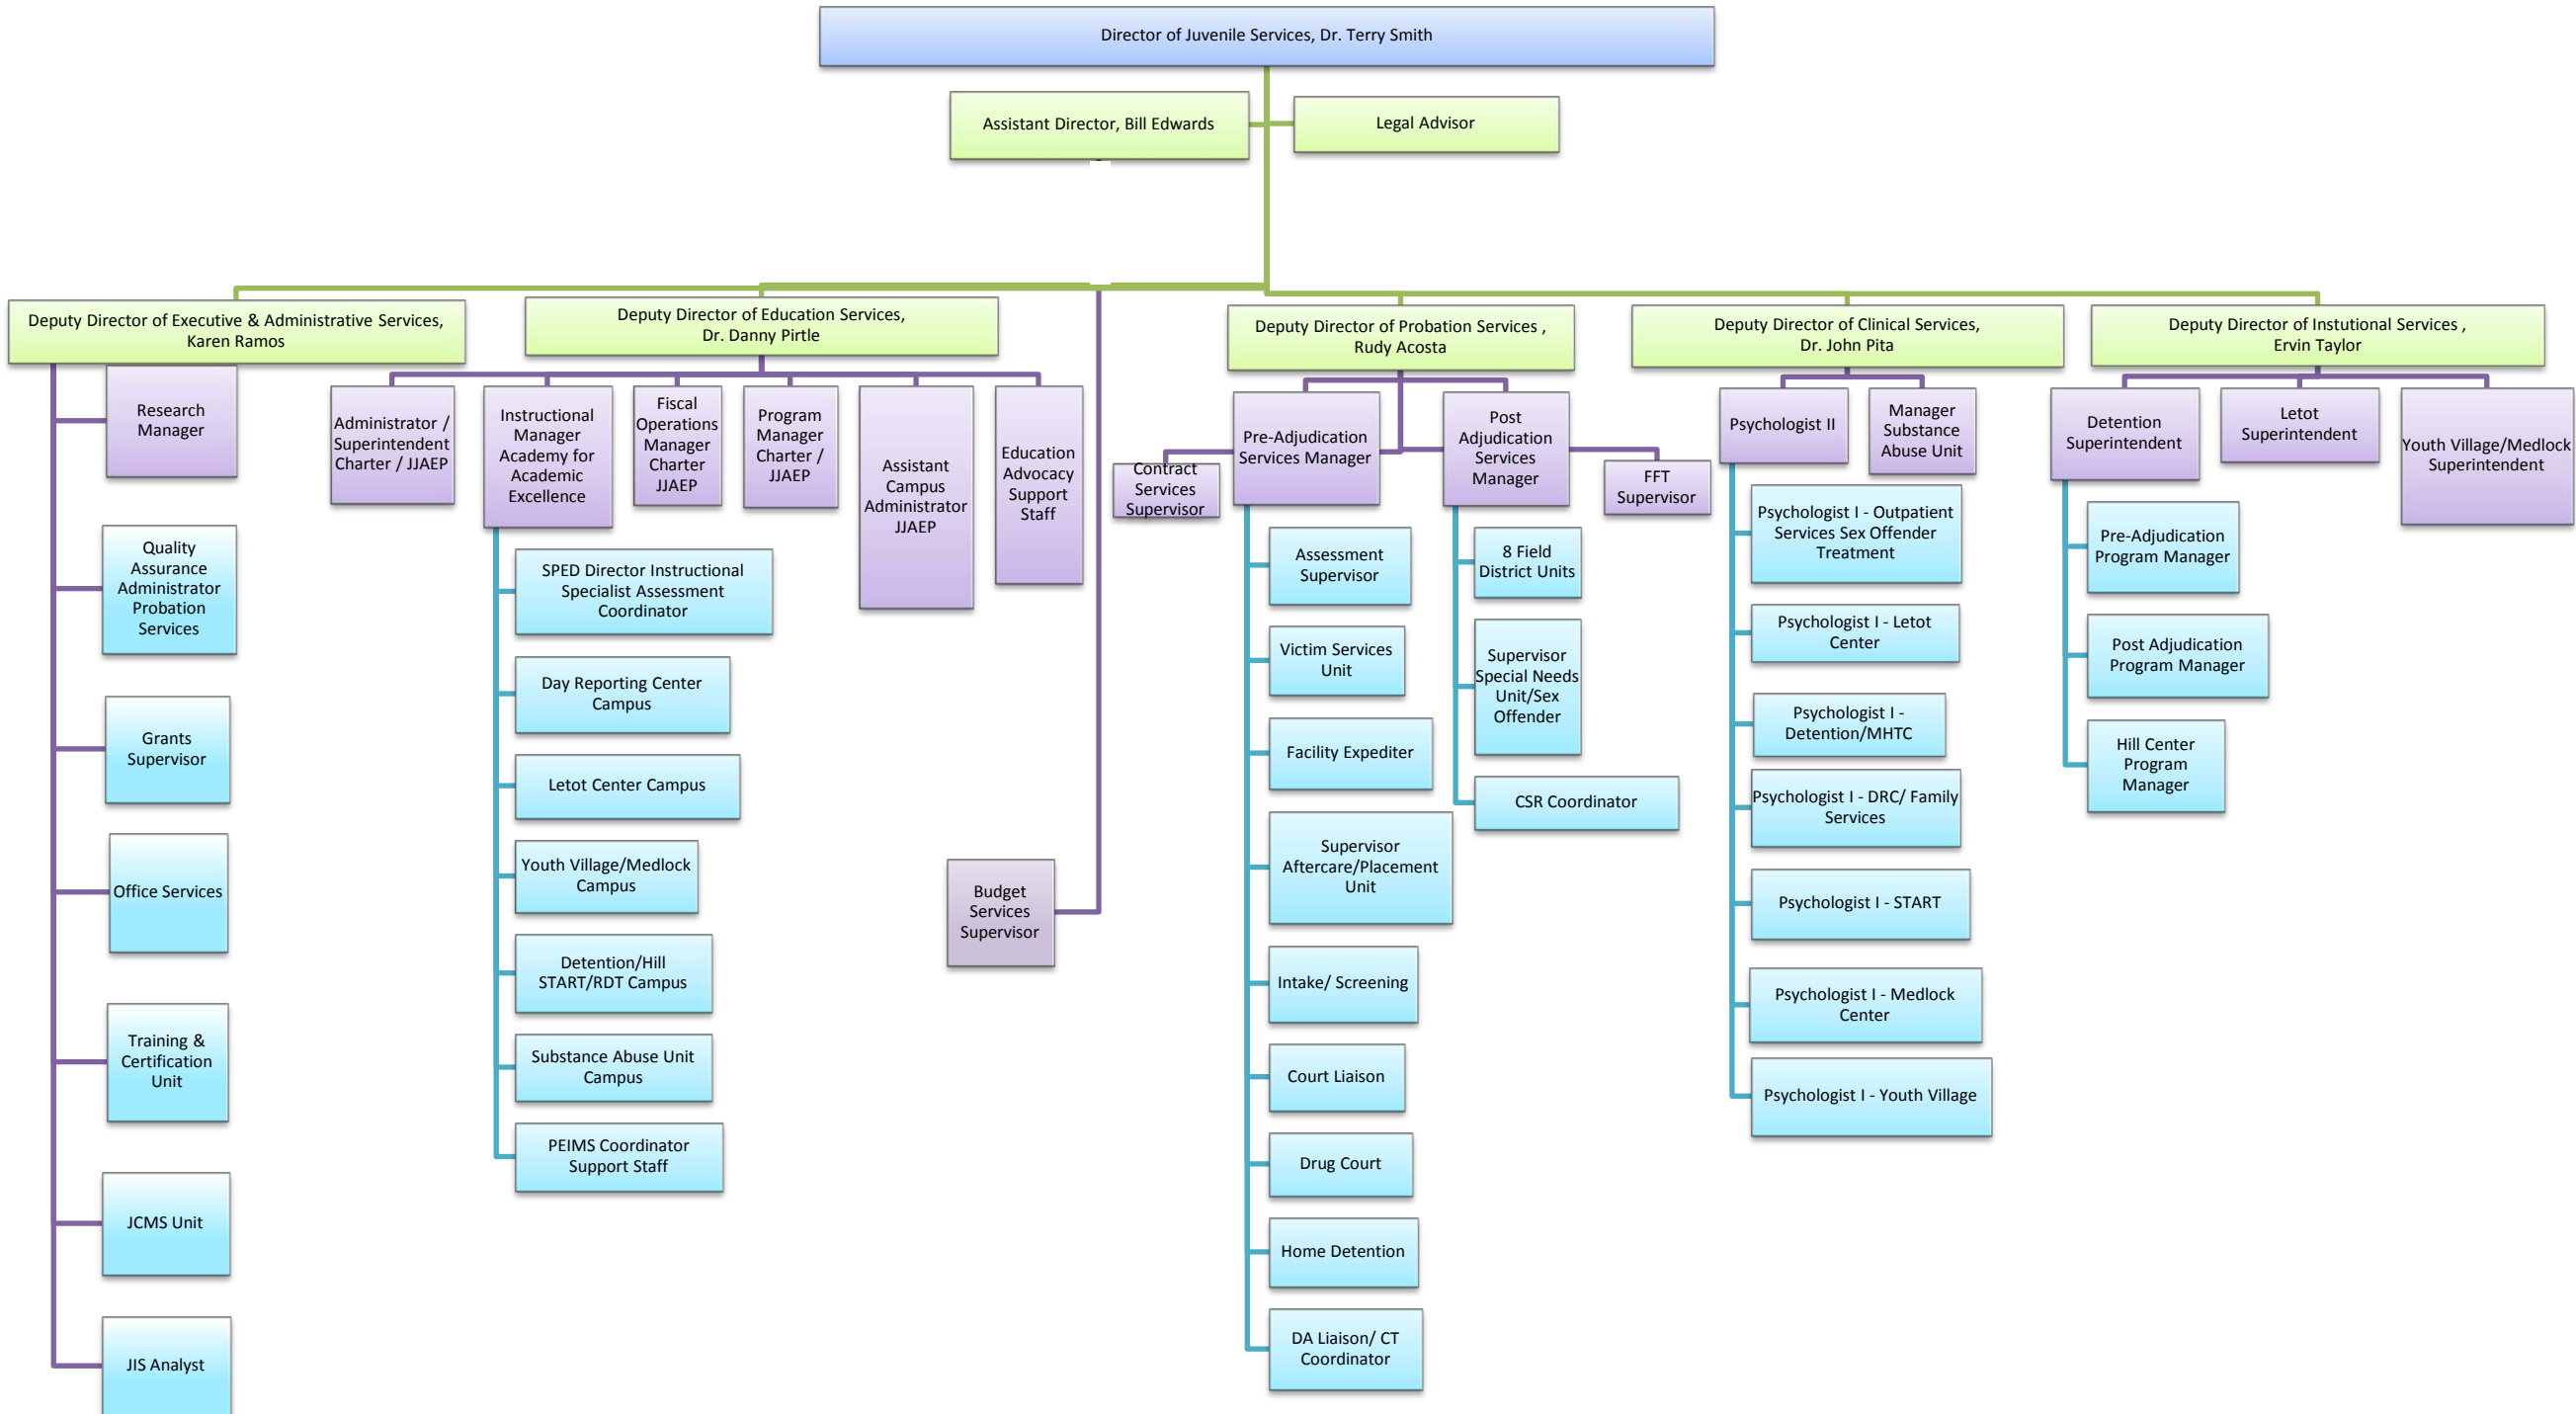 Director of Juvenile Services, Dr. Terry Smith
Assistant Director, Bill Edwards
Legal Advisor
Deputy Director of Executive & Administrative Services,
Karen Ramos
Research
Manager
Quality
Assurance
Administrator
Probation
Services
Grants
Supervisor
Office Services
Training &
Certification
Unit
JCMS Unit
JIS Analyst
Deputy Director of Education Services,
Dr. Danny Pirtle
Administrator /
Superintendent
Charter / JJAEP
Instructional
Manager
Academy for
Academic
Excellence
SPED Director Instructional
Specialist Assessment
Coordinator
Day Reporting Center
Campus
Letot Center Campus
Youth Village/Medlock
Campus
Detention/Hill
START/RDT Campus
Substance Abuse Unit
Campus
PEIMS Coordinator
Support Staff
Fiscal
Operations
Manager
Charter
JJAEP
Program
Manager
Charter /
JJAEP
Assistant
Campus
Administrator
JJAEP
Education
Advocacy
Support
Staff
Budget
Services
Supervisor
Deputy Director of Probation Services ,
Rudy Acosta
Contract
Services
Supervisor
Pre-Adjudication
Services Manager
Assessment
Supervisor
Victim Services
Unit
Facility Expediter
Supervisor
Aftercare/Placement
Unit
Intake/ Screening
Court Liaison
Drug Court
Home Detention
DA Liaison/ CT
Coordinator
Post
Adjudication
Services
Manager
8 Field
District Units
Supervisor
Special Needs
Unit/Sex
Offender
CSR Coordinator
FFT
Supervisor
Deputy Director of Clinical Services,
Dr. John Pita
Psychologist II
Psychologist I - Outpatient
Services Sex Offender
Treatment
Psychologist I - Letot
Center
Psychologist I -
Detention/MHTC
Psychologist I - DRC/ Family
Services
Psychologist I - START
Psychologist I - Medlock
Center
Psychologist I - Youth Village
Manager
Substance
Abuse Unit
Deputy Director of Instutional Services ,
Ervin Taylor
Detention
Superintendent
Pre-Adjudication
Program Manager
Post Adjudication
Program Manager
Hill Center
Program
Manager
Letot
Superintendent
Youth Village/Medlock
Superintendent